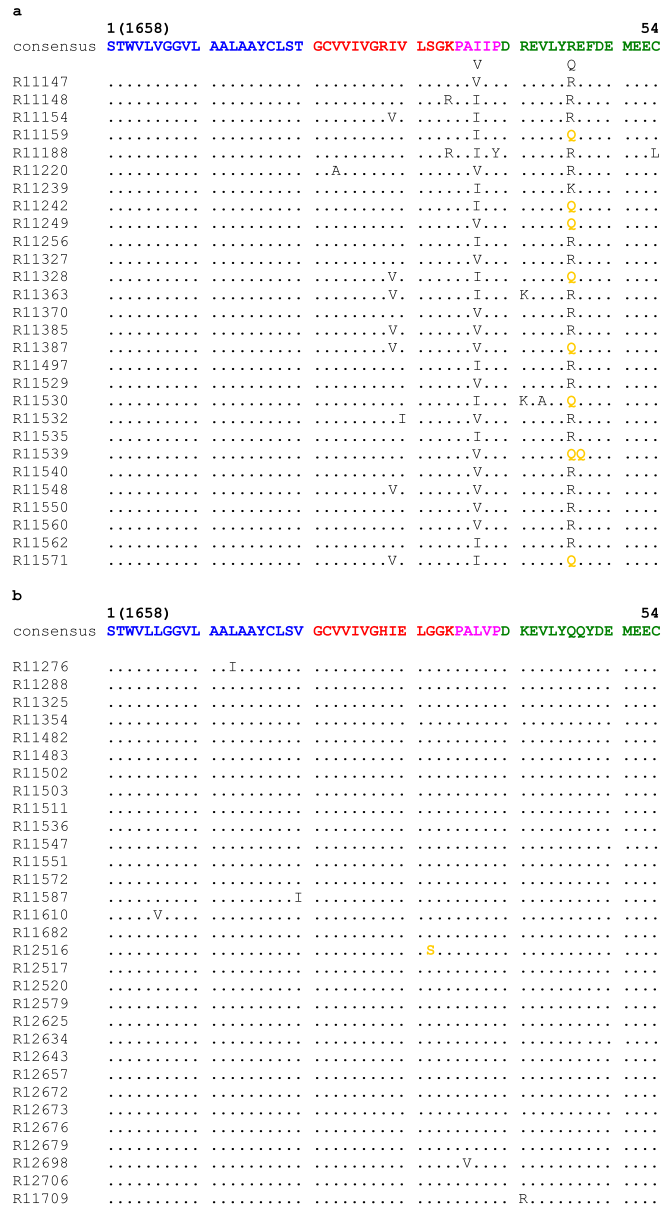 a
1(1658) 54
consensus STWVLVGGVL AALAAYCLST GCVVIVGRIV LSGKPAIIPD REVLYREFDE MEEC
V Q
R11147 .......... .......... .......... ......V... .....R.... ....
R11148 .......... .......... .......... ...R..I... .....R.... ....
R11154 .......... .......... ........V. ......I... .....R.... ....
R11159 .......... .......... .......... ......I... .....Q.... ....
R11188 .......... .......... .......... ...R..I.Y. .....R.... ...L
R11220 .......... .......... ..A....... ......V... .....R.... ....
R11239 .......... .......... .......... ......I... .....K.... ....
R11242 .......... .......... .......... ......I... .....Q.... ....
R11249 .......... .......... .......... ......V... .....Q.... ....
R11256 .......... .......... .......... ......I... .....R.... ....
R11327 .......... .......... .......... ......V... .....R.... ....
R11328 .......... .......... ........V. ......I... .....Q.... ....
R11363 .......... .......... ........V. ......I... K....R.... ....
R11370 .......... .......... .......... ......V... .....R.... ....
R11385 .......... .......... ........V. ......V... .....R.... ....
R11387 .......... .......... ........V. ......V... .....Q.... ....
R11497 .......... .......... .......... ......I... .....R.... ....
R11529 .......... .......... .......... ......V... .....R.... ....
R11530 .......... .......... .......... ......I... K.A..Q.... ....
R11532 .......... .......... .........I ......V... .....R.... ....
R11535 .......... .......... .......... ......I... .....R.... ....
R11539 .......... .......... .......... ......V... .....QQ... ....
R11540 .......... .......... .......... ......V... .....R.... ....
R11548 .......... .......... ........V. ......V... .....R.... ....
R11550 .......... .......... .......... ......V... .....R.... ....
R11560 .......... .......... .......... ......V... .....R.... ....
R11562 .......... .......... .......... ......I... .....R.... ....
R11571 .......... .......... ........V. ......I... .....Q.... ....
b
1(1658) 54
consensus STWVLLGGVL AALAAYCLSV GCVVIVGHIE LGGKPALVPD KEVLYQQYDE MEEC
R11276 .......... ..I....... .......... .......... .......... ....
R11288 .......... .......... .......... .......... .......... ....
R11325 .......... .......... .......... .......... .......... ....
R11354 .......... .......... .......... .......... .......... ....
R11482 .......... .......... .......... .......... .......... ....
R11483 .......... .......... .......... .......... .......... ....
R11502 .......... .......... .......... .......... .......... ....
R11503 .......... .......... .......... .......... .......... ....
R11511 .......... .......... .......... .......... .......... ....
R11536 .......... .......... .......... .......... .......... ....
R11547 .......... .......... .......... .......... .......... ....
R11551 .......... .......... .......... .......... .......... ....
R11572 .......... .......... .......... .......... .......... ....
R11587 .......... .........I .......... .......... .......... ....
R11610 .....V.... .......... .......... .......... .......... ....
R11682 .......... .......... .......... .......... .......... ....
R12516 .......... .......... .......... .S........ .......... ....
R12517 .......... .......... .......... .......... .......... ....
R12520 .......... .......... .......... .......... .......... ....
R12579 .......... .......... .......... .......... .......... ....
R12625 .......... .......... .......... .......... .......... ....
R12634 .......... .......... .......... .......... .......... ....
R12643 .......... .......... .......... .......... .......... ....
R12657 .......... .......... .......... .......... .......... ....
R12672 .......... .......... .......... .......... .......... ....
R12673 .......... .......... .......... .......... .......... ....
R12676 .......... .......... .......... .......... .......... ....
R12679 .......... .......... .......... .......... .......... ....
R12698 .......... .......... .......... .....V.... .......... ....
R12706 .......... .......... .......... .......... .......... ....
R11709 .......... .......... .......... .......... R......... ....